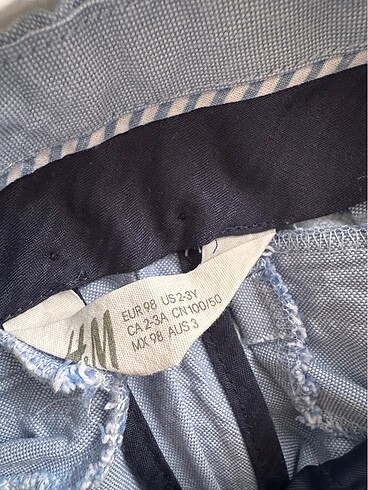 H&M
EUR 98 US 2-3Y
CA 2-3A CN 100/50
MX 98 AUS 3